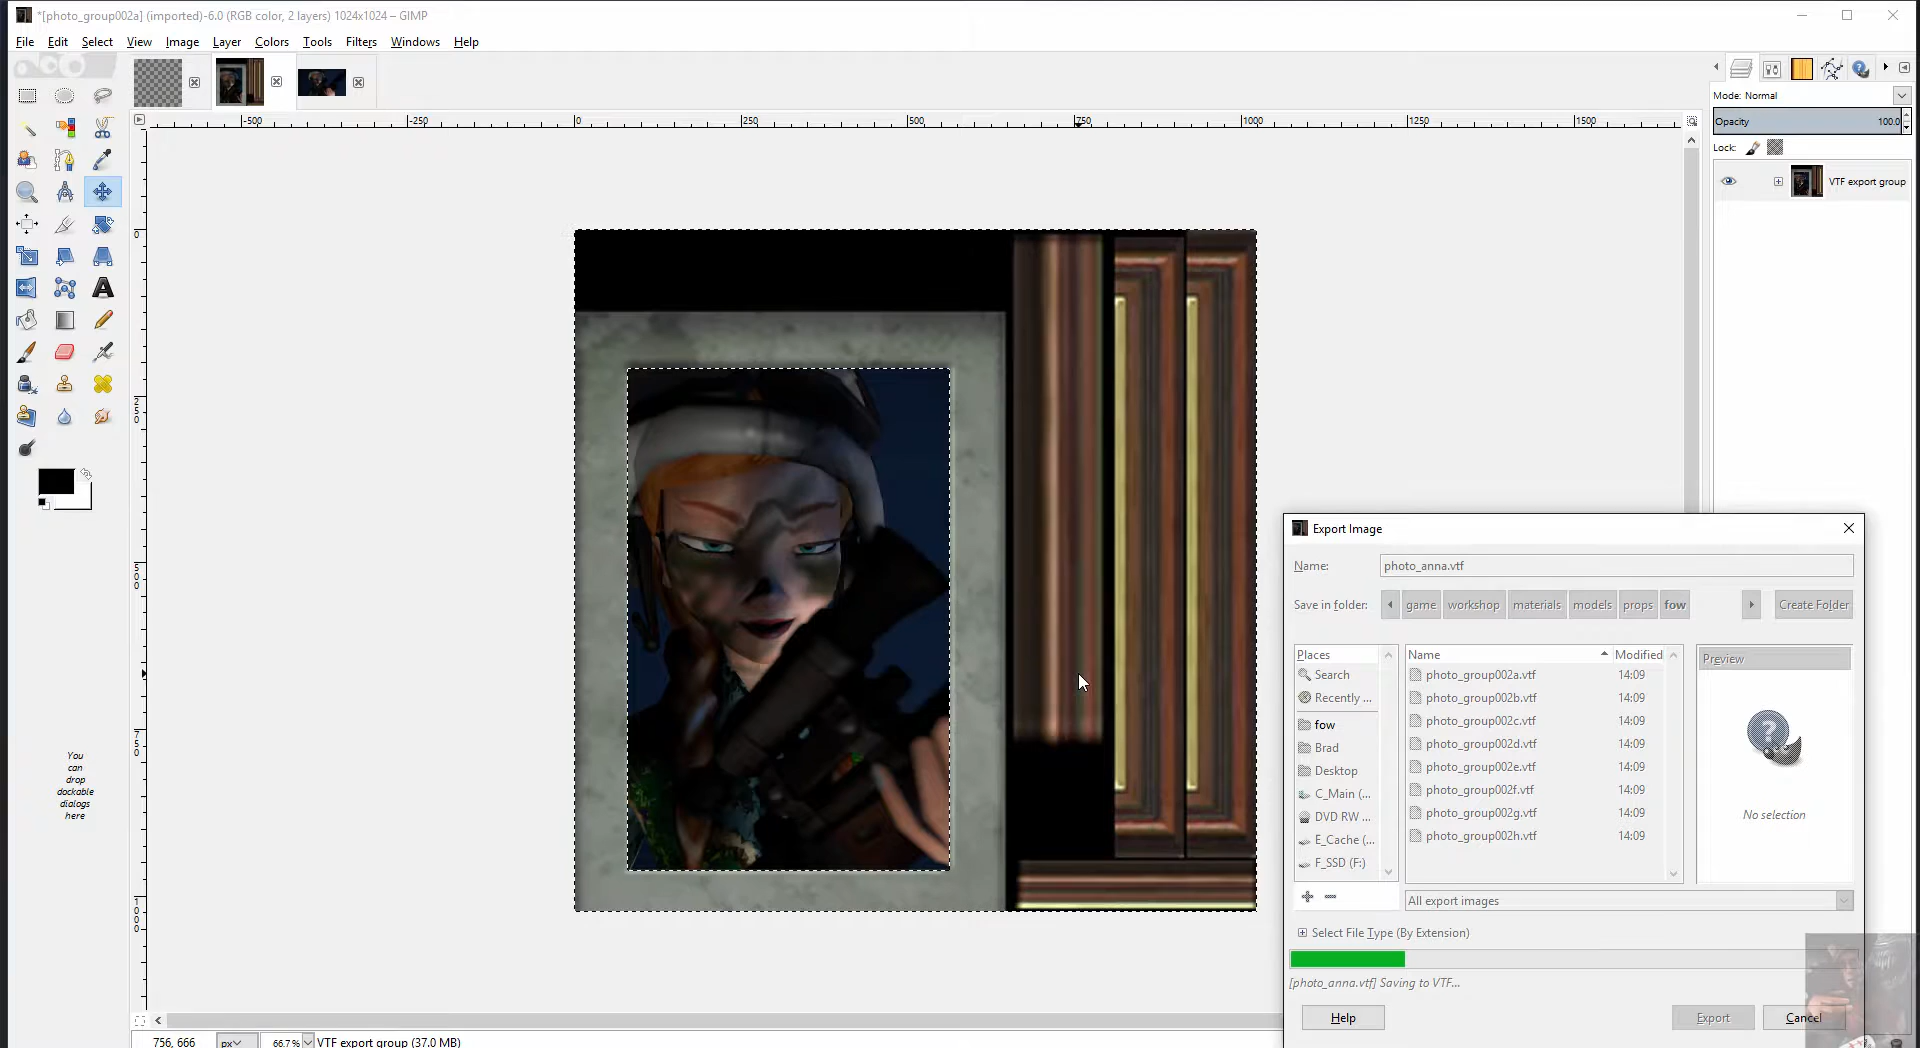 *[photo_group002a] (imported)-6.0 (RGB color, 2 layers) 1024x1024 – GIMP
File Edit Select View Image Layer Colors Tools Filters Windows Help
Mode: Normal
Opacity 100.0
Lock:
VTF export group
-500 -250 0 250 500 750 1000 1250 1500
0
250
500
750
1000
You
can
drop
dockable
dialogs
here
Export Image
Name: photo_anna.vtf
Save in folder: game workshop materials models props fow Create Folder
Places
Search
Recently ...
fow
Brad
Desktop
C_Main (...
DVD RW ...
E_Cache (...
F_SSD (F:)
Name Modified
photo_group002a.vtf 14:09
photo_group002b.vtf 14:09
photo_group002c.vtf 14:09
photo_group002d.vtf 14:09
photo_group002e.vtf 14:09
photo_group002f.vtf 14:09
photo_group002g.vtf 14:09
photo_group002h.vtf 14:09
Preview
No selection
All export images
Select File Type (By Extension)
[photo_anna.vtf] Saving to VTF...
Help Export Cancel
756, 666 px 66.7% VTF export group (37.0 MB)